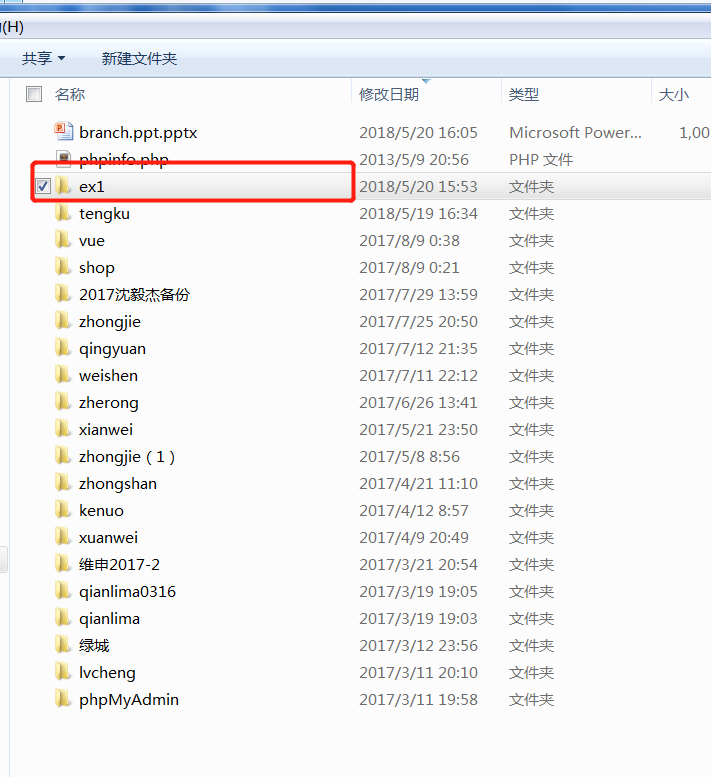 (H)
共享 新建文件夹
名称 修改日期 类型 大小
branch.ppt.pptx 2018/5/20 16:05 Microsoft Power... 1,00
phpinfo.php 2013/5/9 20:56 PHP 文件
ex1 2018/5/20 15:53 文件夹
tengku 2018/5/19 16:34 文件夹
vue 2017/8/9 0:38 文件夹
shop 2017/8/9 0:21 文件夹
2017沈毅杰备份 2017/7/29 13:59 文件夹
zhongjie 2017/7/25 20:50 文件夹
qingyuan 2017/7/12 21:35 文件夹
weishen 2017/7/11 22:12 文件夹
zherong 2017/6/26 13:41 文件夹
xianwei 2017/5/21 23:50 文件夹
zhongjie（1） 2017/5/8 8:56 文件夹
zhongshan 2017/4/21 11:10 文件夹
kenuo 2017/4/12 8:57 文件夹
xuanwei 2017/4/9 20:49 文件夹
维申2017-2 2017/3/21 20:54 文件夹
qianlima0316 2017/3/19 19:05 文件夹
qianlima 2017/3/19 19:03 文件夹
绿城 2017/3/12 23:56 文件夹
lvcheng 2017/3/11 20:10 文件夹
phpMyAdmin 2017/3/11 19:58 文件夹